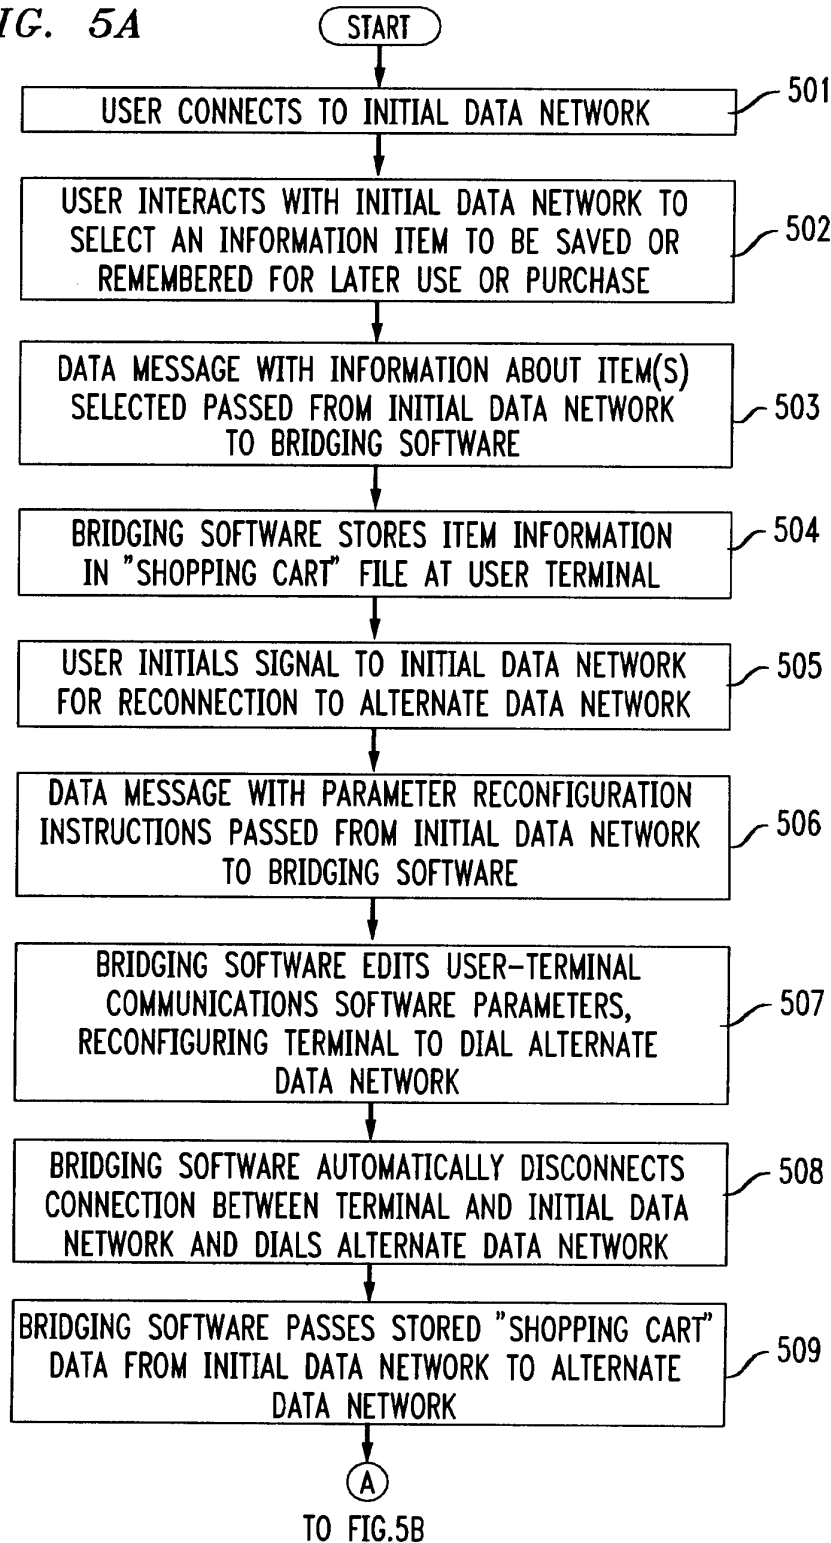 IG. 5A
START
USER CONNECTS TO INITIAL DATA NETWORK
501
USER INTERACTS WITH INITIAL DATA NETWORK TO
SELECT AN INFORMATION ITEM TO BE SAVED OR
REMEMBERED FOR LATER USE OR PURCHASE
502
DATA MESSAGE WITH INFORMATION ABOUT ITEM(S)
SELECTED PASSED FROM INITIAL DATA NETWORK
TO BRIDGING SOFTWARE
503
BRIDGING SOFTWARE STORES ITEM INFORMATION
IN "SHOPPING CART" FILE AT USER TERMINAL
504
USER INITIALS SIGNAL TO INITIAL DATA NETWORK
FOR RECONNECTION TO ALTERNATE DATA NETWORK
505
DATA MESSAGE WITH PARAMETER RECONFIGURATION
INSTRUCTIONS PASSED FROM INITIAL DATA NETWORK
TO BRIDGING SOFTWARE
506
BRIDGING SOFTWARE EDITS USER-TERMINAL
COMMUNICATIONS SOFTWARE PARAMETERS,
RECONFIGURING TERMINAL TO DIAL ALTERNATE
DATA NETWORK
507
BRIDGING SOFTWARE AUTOMATICALLY DISCONNECTS
CONNECTION BETWEEN TERMINAL AND INITIAL DATA
NETWORK AND DIALS ALTERNATE DATA NETWORK
508
BRIDGING SOFTWARE PASSES STORED "SHOPPING CART"
DATA FROM INITIAL DATA NETWORK TO ALTERNATE
DATA NETWORK
509
A
TO FIG.5B